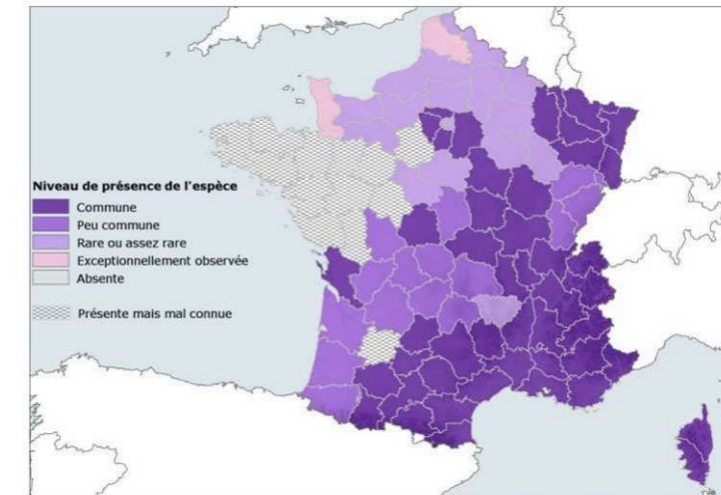 Niveau de présence de l'espèce
Commune
Peu commune
Rare ou assez rare
Exceptionnellement observée
Absente
Présente mais mal connue